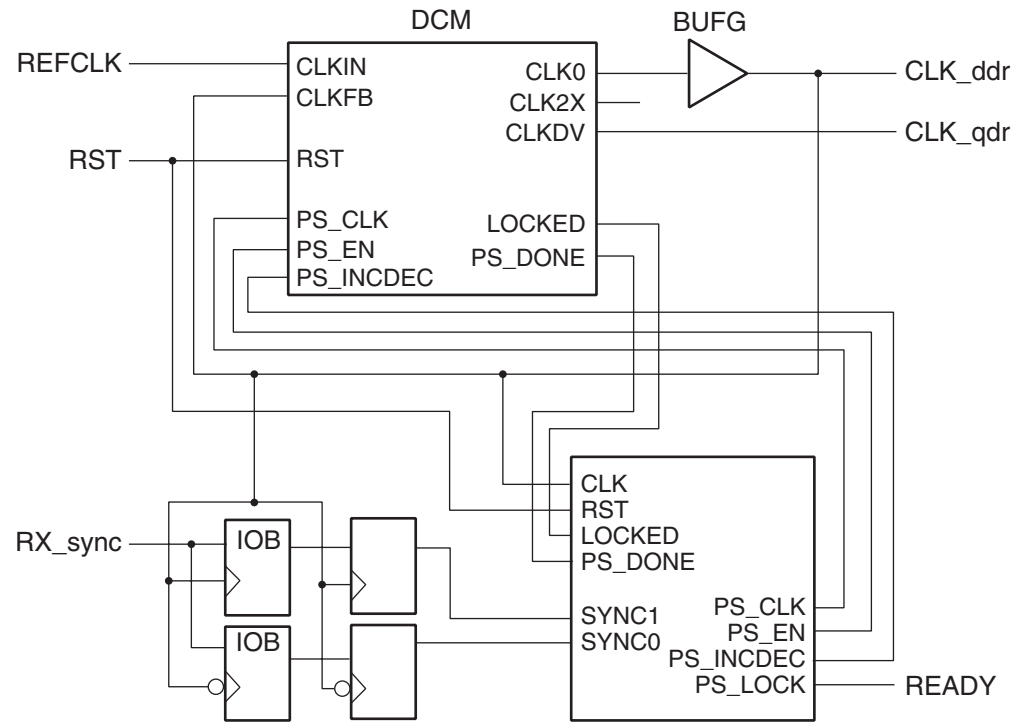 DCM
BUFG
REFCLK
CLKIN
CLK0
CLK_ddr
CLKFB
CLK2X
CLKDV
CLK_qdr
RST
RST
PS_CLK
LOCKED
PS_EN
PS_DONE
PS_INCDEC
CLK
RST
RX_sync
IOB
LOCKED
PS_DONE
PS_CLK
SYNC1
PS_EN
IOB
SYNC0
PS_INCDEC
PS_LOCK
READY